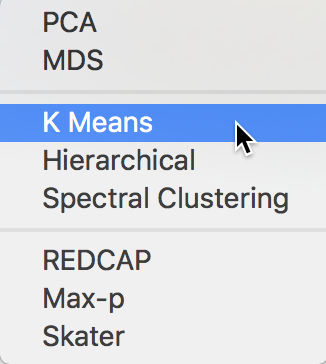 PCA
MDS
K Means
Hierarchical
Spectral Clustering
REDCAP
Max-p
Skater